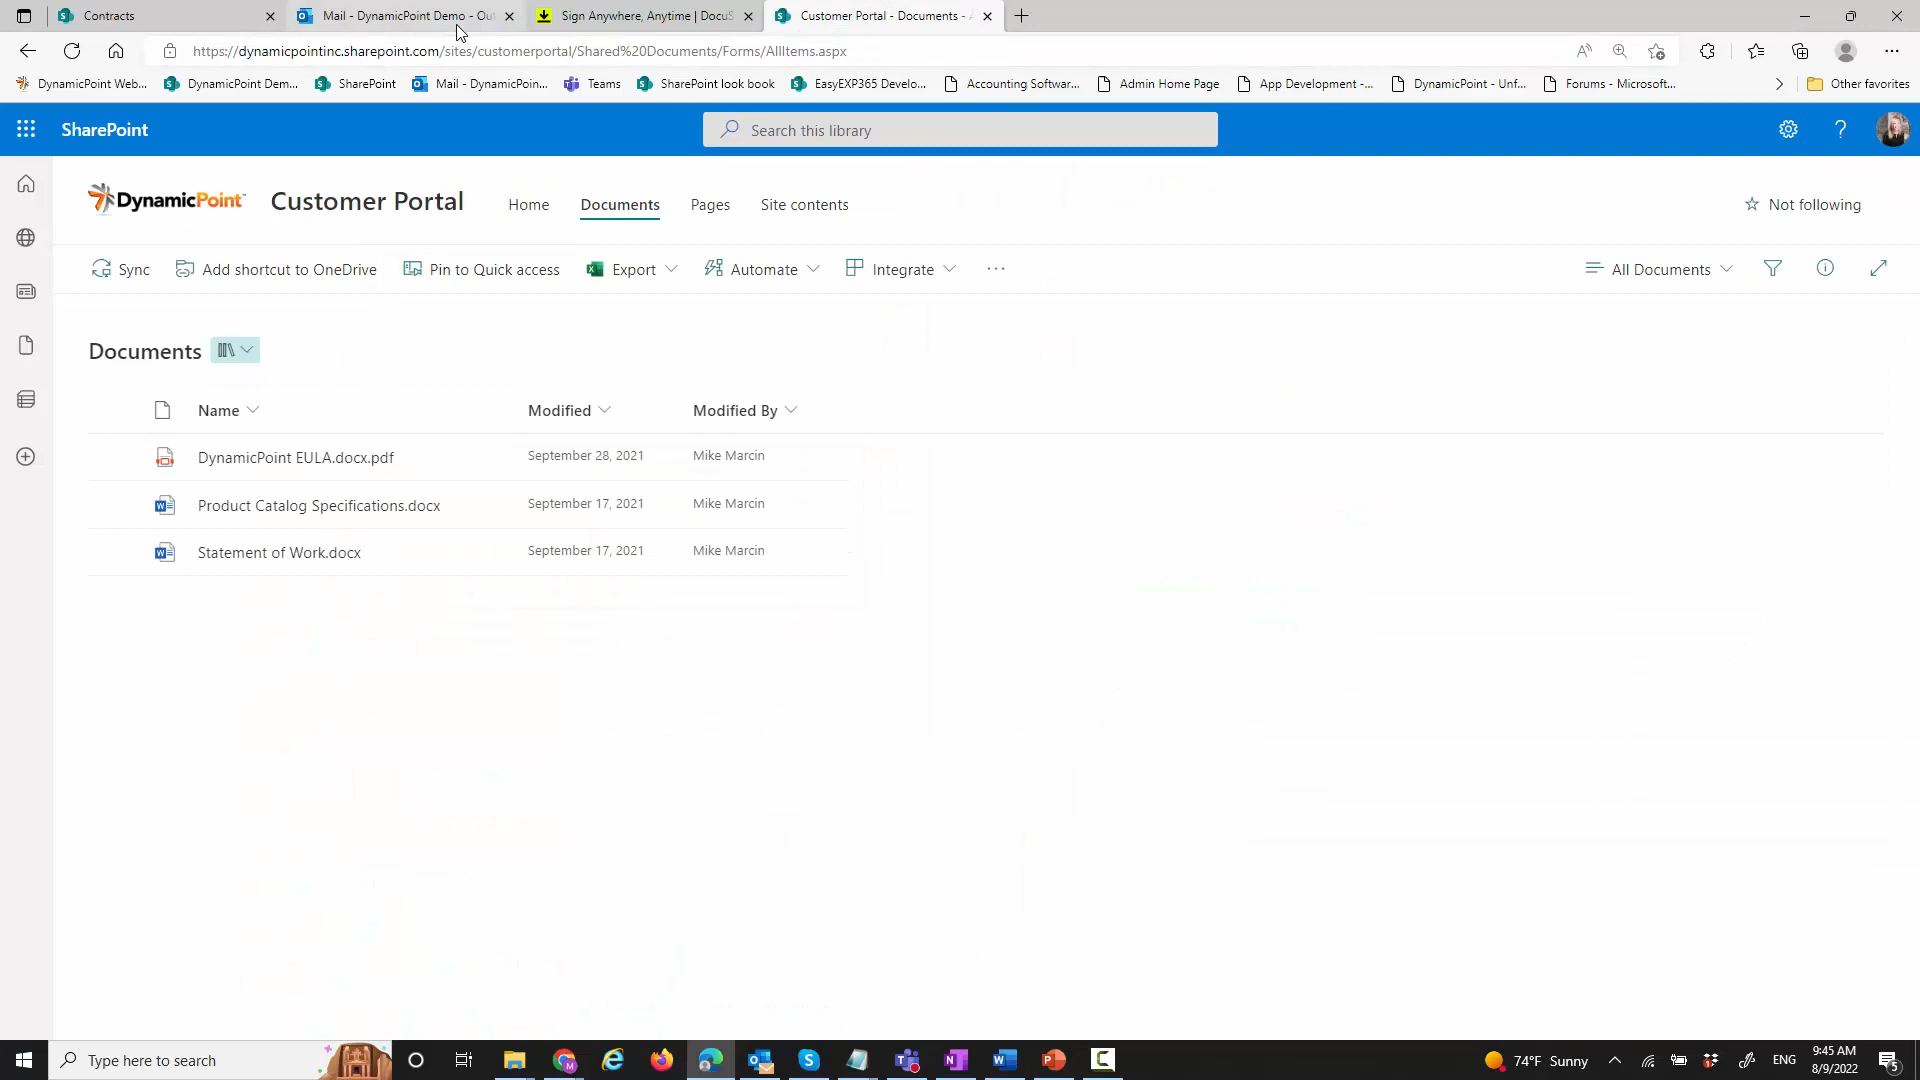 Contracts
Mail - DynamicPoint Demo - Ou
Sign Anywhere, Anytime | DocuS
Customer Portal - Documents -
https://dynamicpointinc.sharepoint.com/sites/customerportal/Shared%20Documents/Forms/AllItems.aspx
DynamicPoint Web...
DynamicPoint Dem...
SharePoint
Mail - DynamicPoin...
Teams
SharePoint look book
EasyEXP365 Develo...
Accounting Softwar...
Admin Home Page
App Development -...
DynamicPoint - Unf...
Forums - Microsoft...
Other favorites
SharePoint
Search this library
DynamicPoint
Customer Portal
Home
Documents
Pages
Site contents
Not following
Sync
Add shortcut to OneDrive
Pin to Quick access
Export
Automate
Integrate
All Documents
Documents
Name
Modified
Modified By
DynamicPoint EULA.docx.pdf
September 28, 2021
Mike Marcin
Product Catalog Specifications.docx
September 17, 2021
Mike Marcin
Statement of Work.docx
September 17, 2021
Mike Marcin
Type here to search
74°F Sunny
ENG
9:45 AM
8/9/2022
5